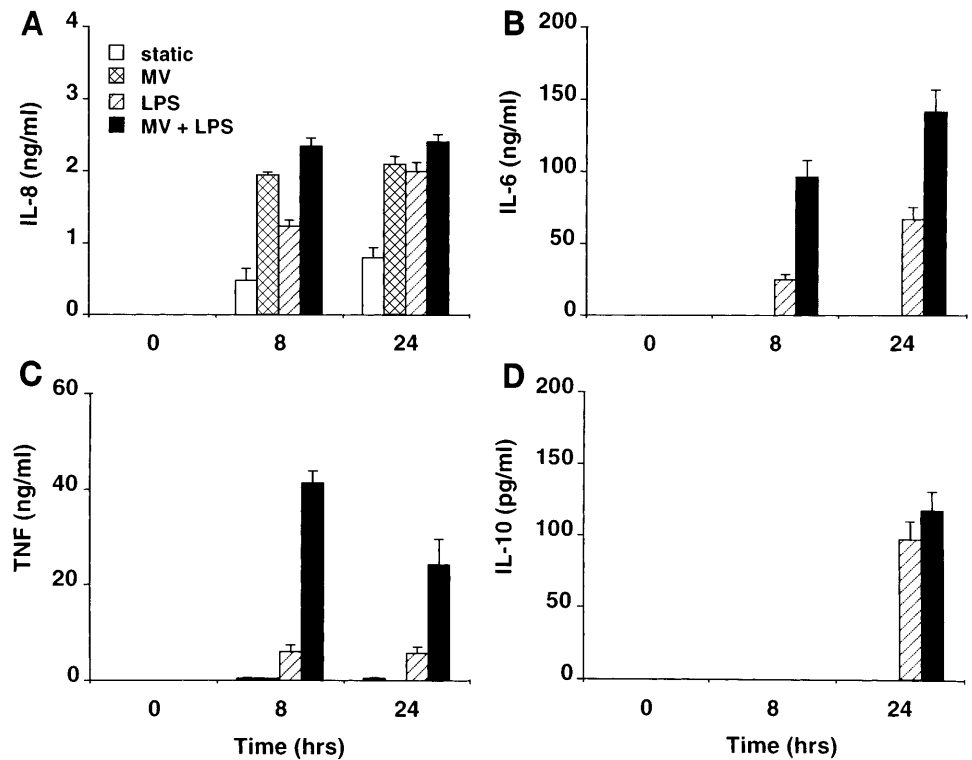 A
IL-8 (ng/ml)
4
3
2
1
0
static
MV
LPS
MV + LPS
0 8 24
B
IL-6 (ng/ml)
200
150
100
50
0
0 8 24
C
TNF (ng/ml)
60
40
20
0
0 8 24
Time (hrs)
D
IL-10 (pg/ml)
200
150
100
50
0
0 8 24
Time (hrs)